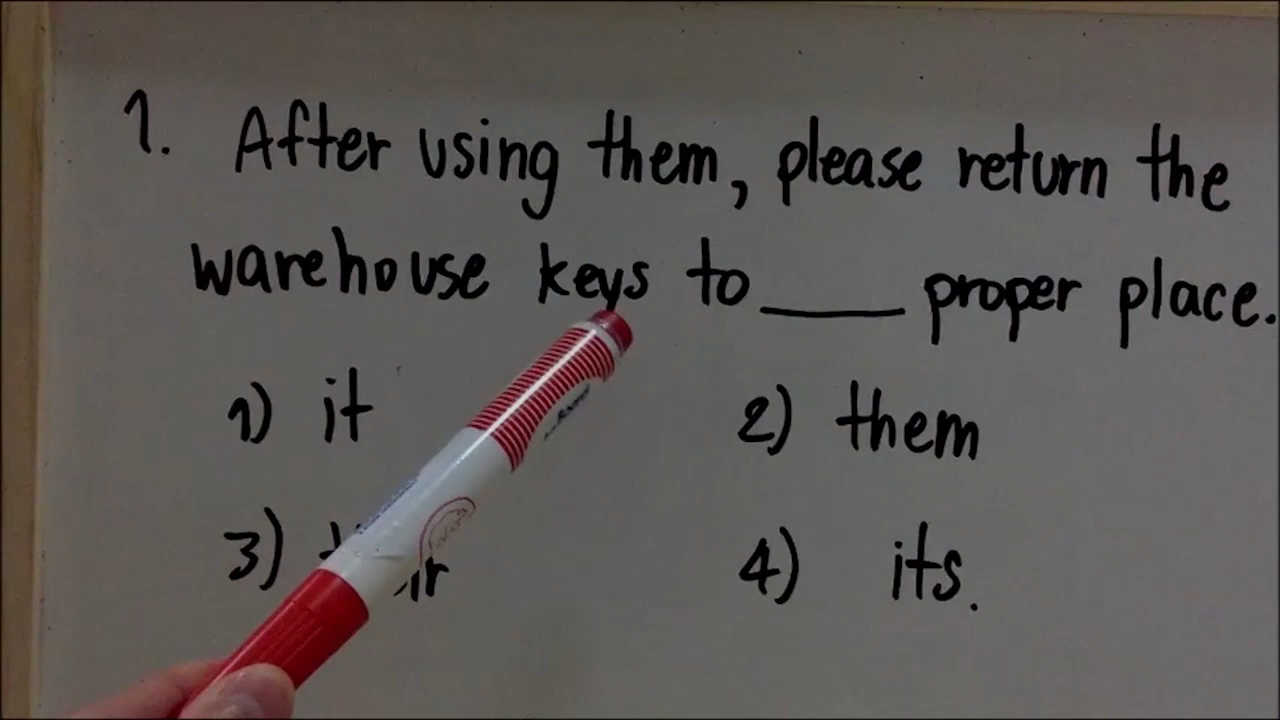 1. After using them, please return the
warehouse keys to ____ proper place.
1) it
2) them
3)
4) its.